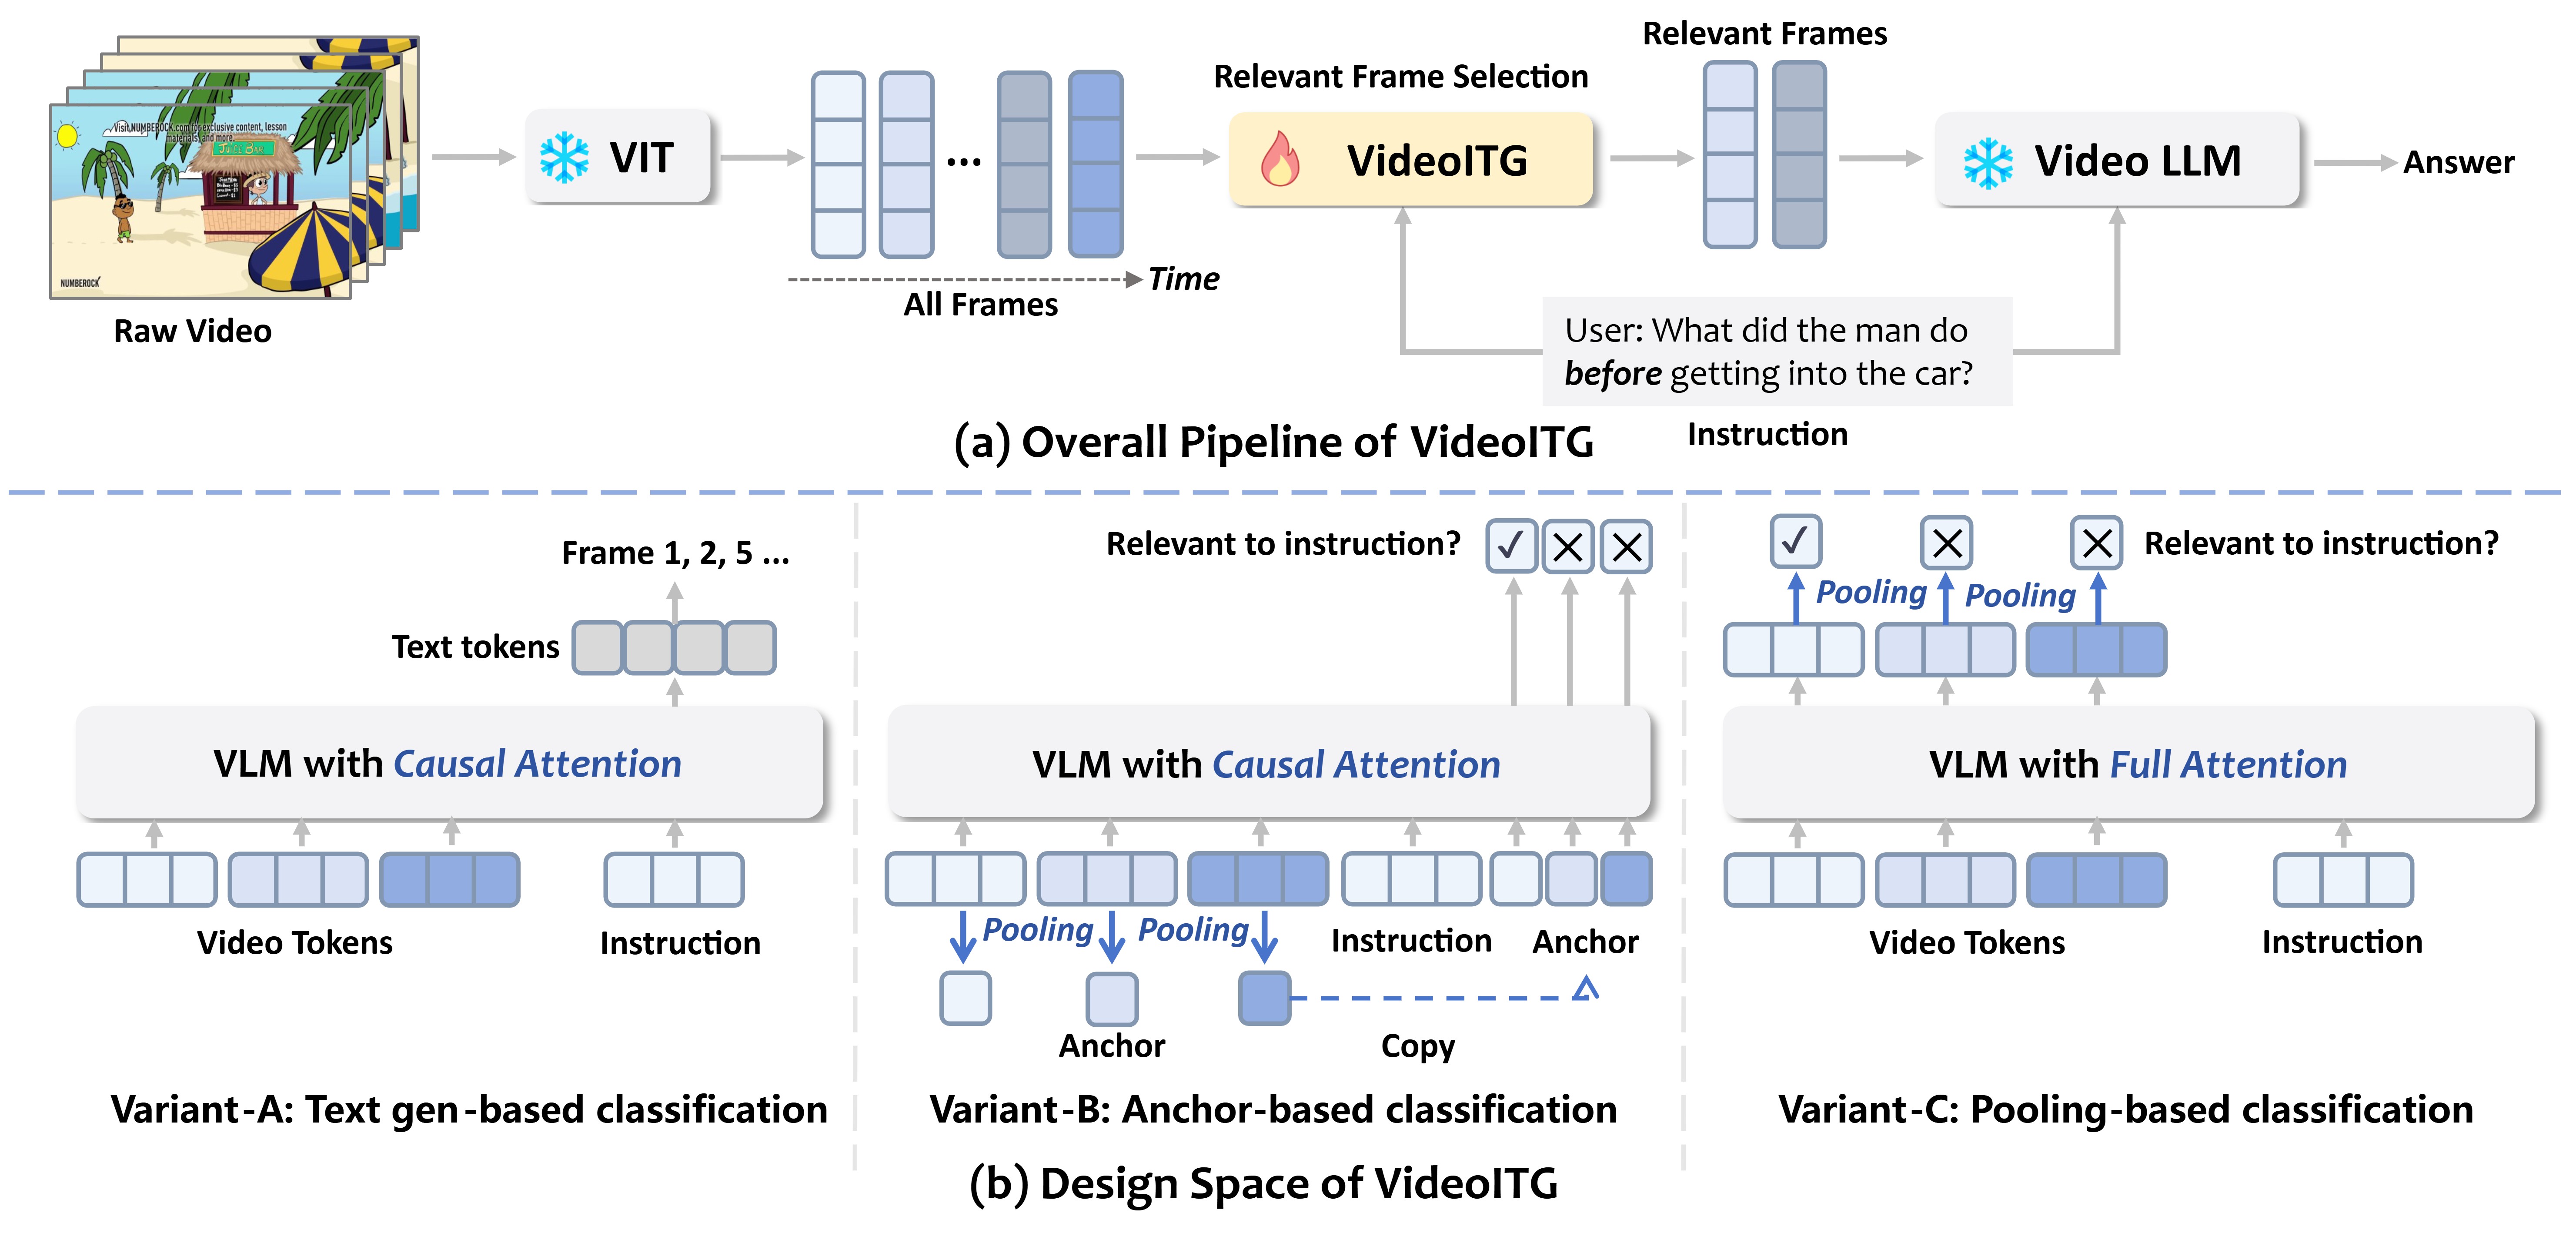 Relevant Frames
Relevant Frame Selection
Visit NUMBEROCK.com for exclusive content, lesson
materials and more.
JUICE BAR
NUMBEROCK
Raw Video
VIT
...
Time
All Frames
VideoITG
Video LLM
Answer
User: What did the man do
before getting into the car?
Instruction
(a) Overall Pipeline of VideoITG
Frame 1, 2, 5 ...
Text tokens
VLM with Causal Attention
Video Tokens
Instruction
Variant-A: Text gen-based classification
Relevant to instruction?
VLM with Causal Attention
Pooling
Pooling
Instruction
Anchor
Anchor
Copy
Variant-B: Anchor-based classification
Relevant to instruction?
Pooling
Pooling
VLM with Full Attention
Video Tokens
Instruction
Variant-C: Pooling-based classification
(b) Design Space of VideoITG